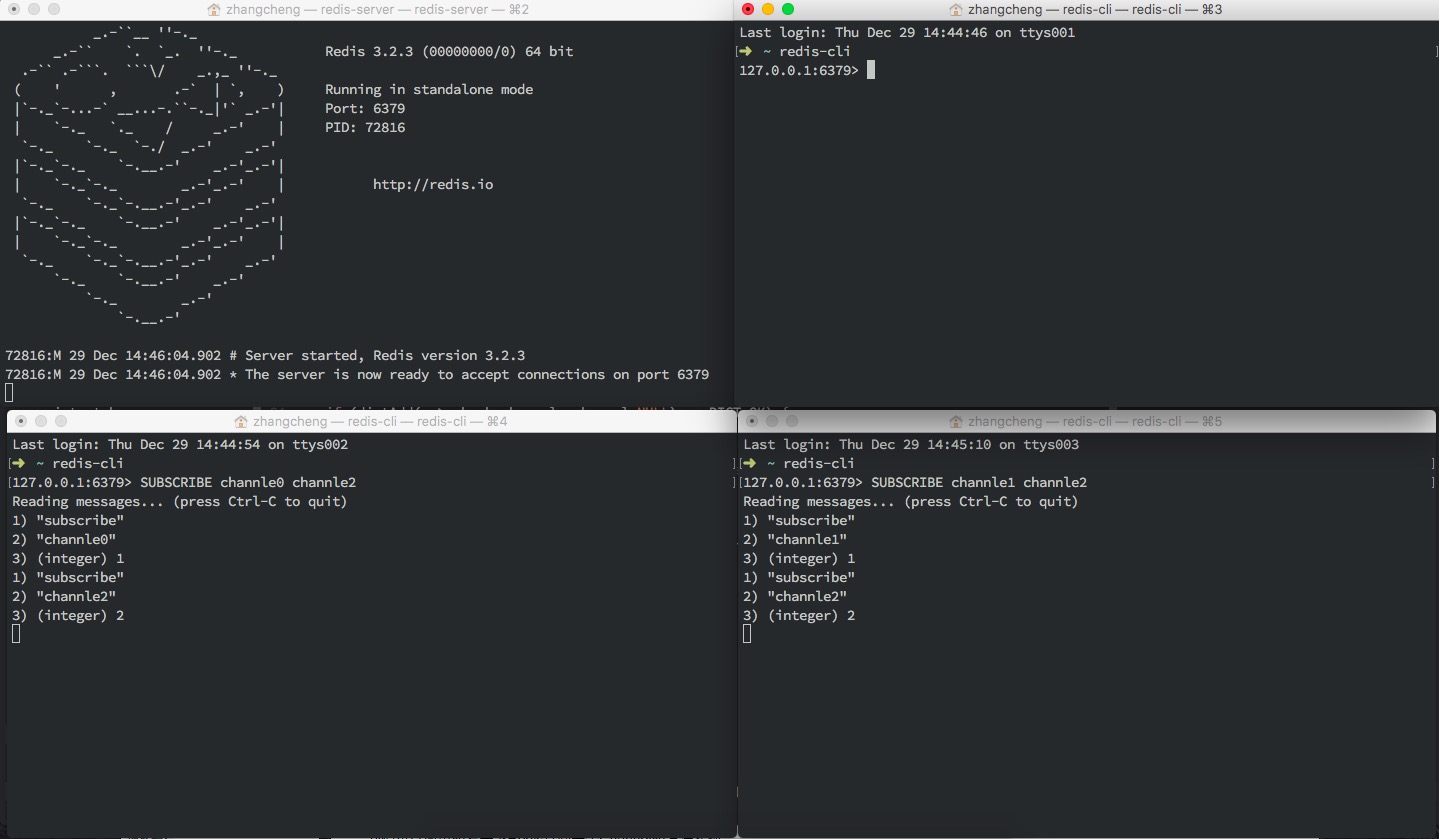 zhangcheng — redis-server — redis-server — ⌘2
Redis 3.2.3 (00000000/0) 64 bit
Running in standalone mode
Port: 6379
PID: 72816
http://redis.io
72816:M 29 Dec 14:46:04.902 # Server started, Redis version 3.2.3
72816:M 29 Dec 14:46:04.902 * The server is now ready to accept connections on port 6379
zhangcheng — redis-cli — redis-cli — ⌘3
Last login: Thu Dec 29 14:44:46 on ttys001
[➜ ~ redis-cli ]
127.0.0.1:6379>
zhangcheng — redis-cli — redis-cli — ⌘4
Last login: Thu Dec 29 14:44:54 on ttys002
[➜ ~ redis-cli ]
[127.0.0.1:6379> SUBSCRIBE channle0 channle2 ]
Reading messages... (press Ctrl-C to quit)
1) "subscribe"
2) "channle0"
3) (integer) 1
1) "subscribe"
2) "channle2"
3) (integer) 2
zhangcheng — redis-cli — redis-cli — ⌘5
Last login: Thu Dec 29 14:45:10 on ttys003
[➜ ~ redis-cli ]
[127.0.0.1:6379> SUBSCRIBE channle1 channle2 ]
Reading messages... (press Ctrl-C to quit)
1) "subscribe"
2) "channle1"
3) (integer) 1
1) "subscribe"
2) "channle2"
3) (integer) 2